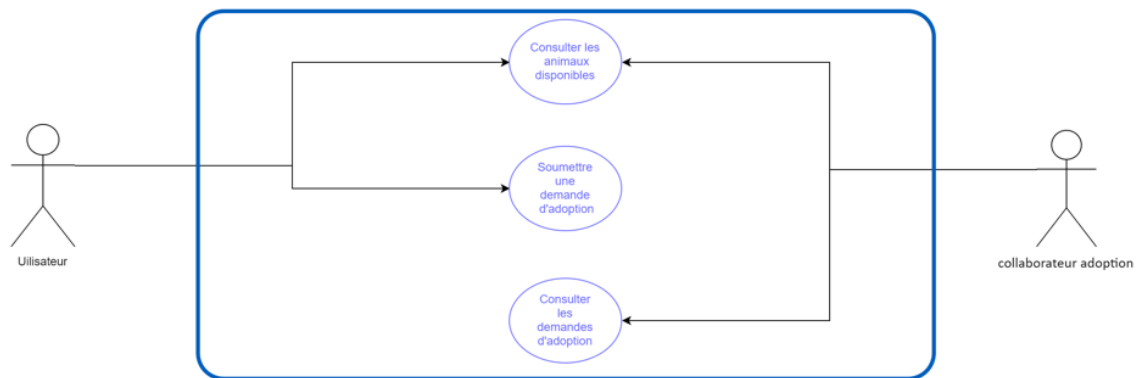 Consulter les
animaux
disponibles
Soumettre
une
demande
d'adoption
Uilisateur
collaborateur adoption
Consulter
les
demandes
d'adoption